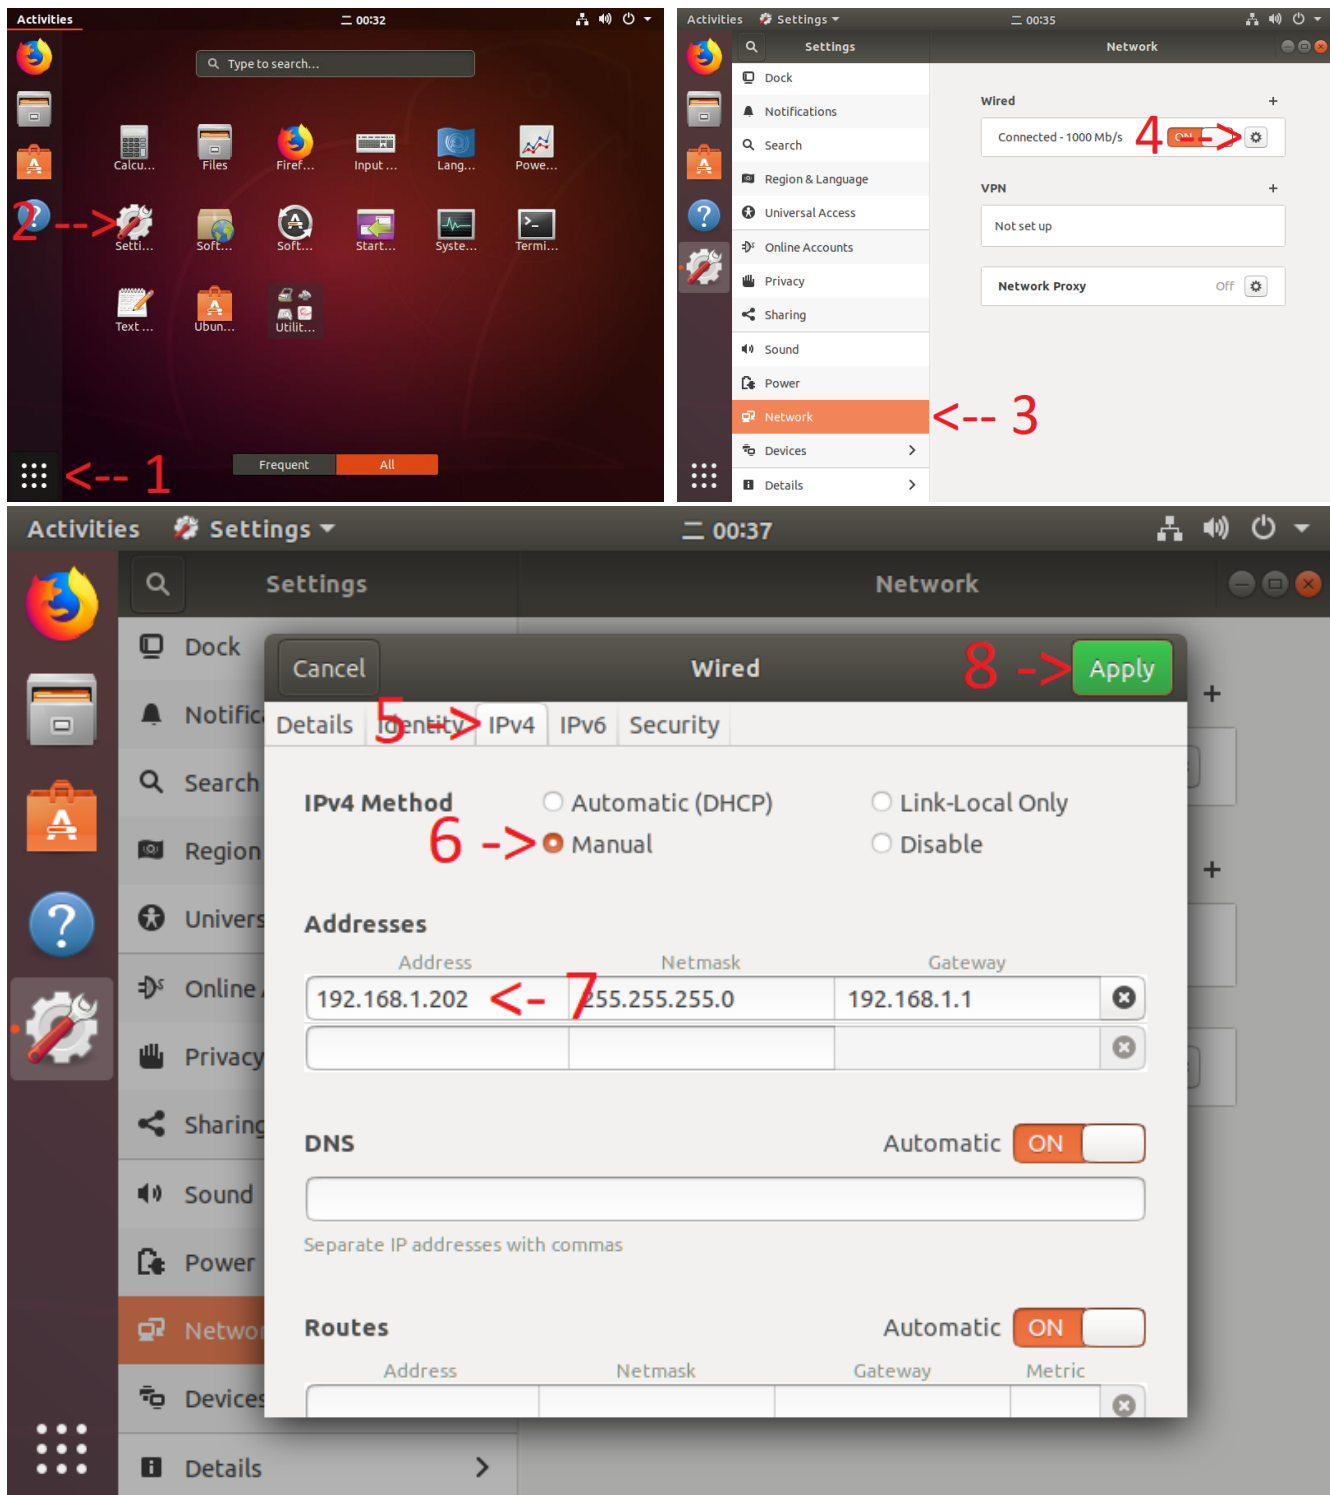 Activities
二 00:32
Type to search...
Calcu...
Files
Firef...
Input ...
Lang...
Powe...
2 -->
Setti...
Soft...
Soft...
Start...
Syste...
Termi...
Text ...
Ubun...
Utilit...
<-- 1
Frequent
All
Activities
Settings
二 00:35
Settings
Network
Dock
Notifications
Search
Region & Language
Universal Access
Online Accounts
Privacy
Sharing
Sound
Power
Network
Devices
Details
Wired
+
Connected - 1000 Mb/s
4 -->
ON
VPN
+
Not set up
Network Proxy
Off
<-- 3
Activities
Settings
二 00:37
Settings
Network
Dock
Notifica
Search
Region
Univers
Online
Privacy
Sharing
Sound
Power
Networ
Devices
Details
Cancel
Wired
8 ->
Apply
Details
Identity
5 ->
IPv4
IPv6
Security
IPv4 Method
Automatic (DHCP)
Link-Local Only
6 ->
Manual
Disable
Addresses
Address
Netmask
Gateway
192.168.1.202
<- 7
255.255.255.0
192.168.1.1
DNS
Automatic
ON
Separate IP addresses with commas
Routes
Automatic
ON
Address
Netmask
Gateway
Metric